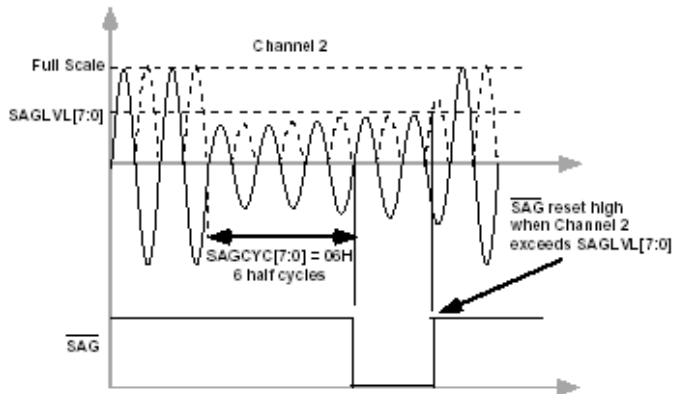 Channel 2
Full Scale
SAGLVL[7:0]
SAGCYC[7:0] = 06H
6 half cycles
SAG reset high
when Channel 2
exceeds SAGLVL[7:0]
SAG